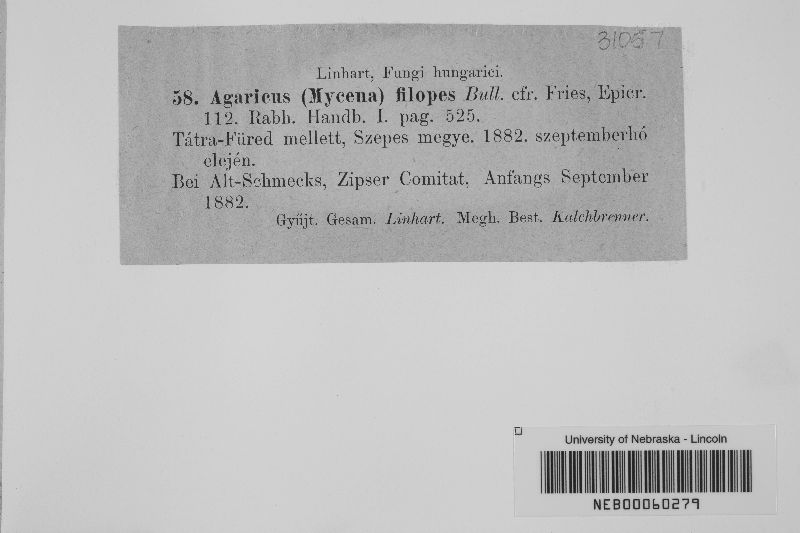 31057
Linhart, Fungi hungarici.
58. Agaricus (Mycena) filopes Bull. cfr. Fries, Epicr.
112. Rabh. Handb. I. pag. 525.
Tátra-Füred mellett, Szepes megye. 1882. szeptemberhó
elején.
Bei Alt-Schmecks, Zipser Comitat, Anfangs September
1882.
Gyűjt. Gesam. Linhart. Megh. Best. Kalchbrenner.
University of Nebraska - Lincoln
NEB00060279